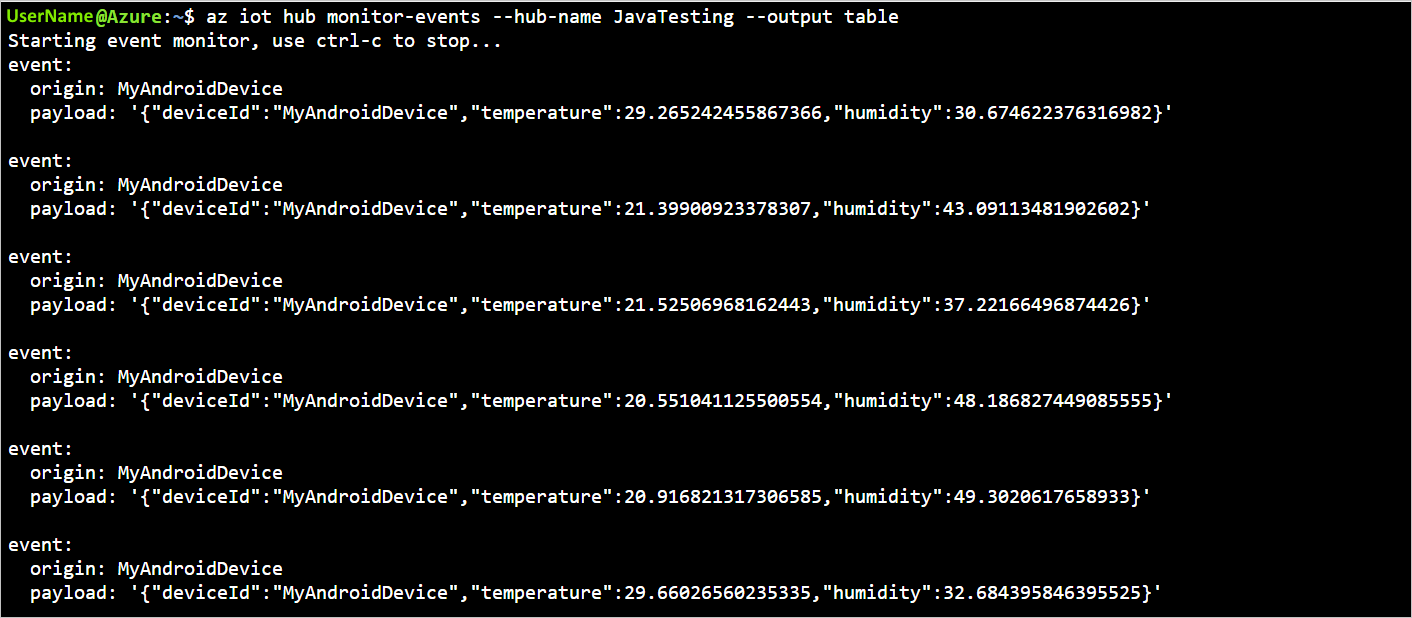 UserName@Azure:~$ az iot hub monitor-events --hub-name JavaTesting --output table
Starting event monitor, use ctrl-c to stop...
event:
  origin: MyAndroidDevice
  payload: '{"deviceId":"MyAndroidDevice","temperature":29.265242455867366,"humidity":30.674622376316982}'

event:
  origin: MyAndroidDevice
  payload: '{"deviceId":"MyAndroidDevice","temperature":21.39900923378307,"humidity":43.09113481902602}'

event:
  origin: MyAndroidDevice
  payload: '{"deviceId":"MyAndroidDevice","temperature":21.52506968162443,"humidity":37.22166496874426}'

event:
  origin: MyAndroidDevice
  payload: '{"deviceId":"MyAndroidDevice","temperature":20.551041125500554,"humidity":48.186827449085555}'

event:
  origin: MyAndroidDevice
  payload: '{"deviceId":"MyAndroidDevice","temperature":20.916821317306585,"humidity":49.3020617658933}'

event:
  origin: MyAndroidDevice
  payload: '{"deviceId":"MyAndroidDevice","temperature":29.66026560235335,"humidity":32.684395846395525}'